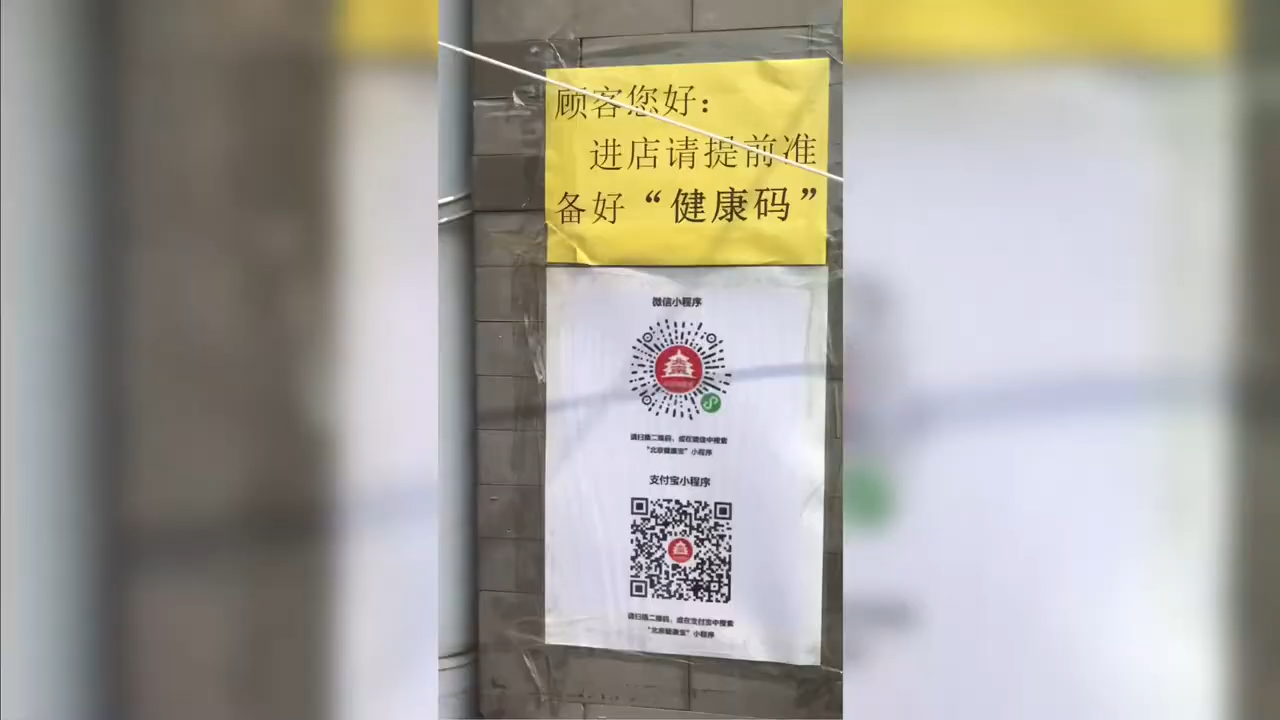 顾客您好：
进店请提前准
备好“健康码”
微信小程序
请扫描二维码，或在微信中搜索
“北京健康宝”小程序
支付宝小程序
请扫描二维码，或在支付宝中搜索
“北京健康宝”小程序